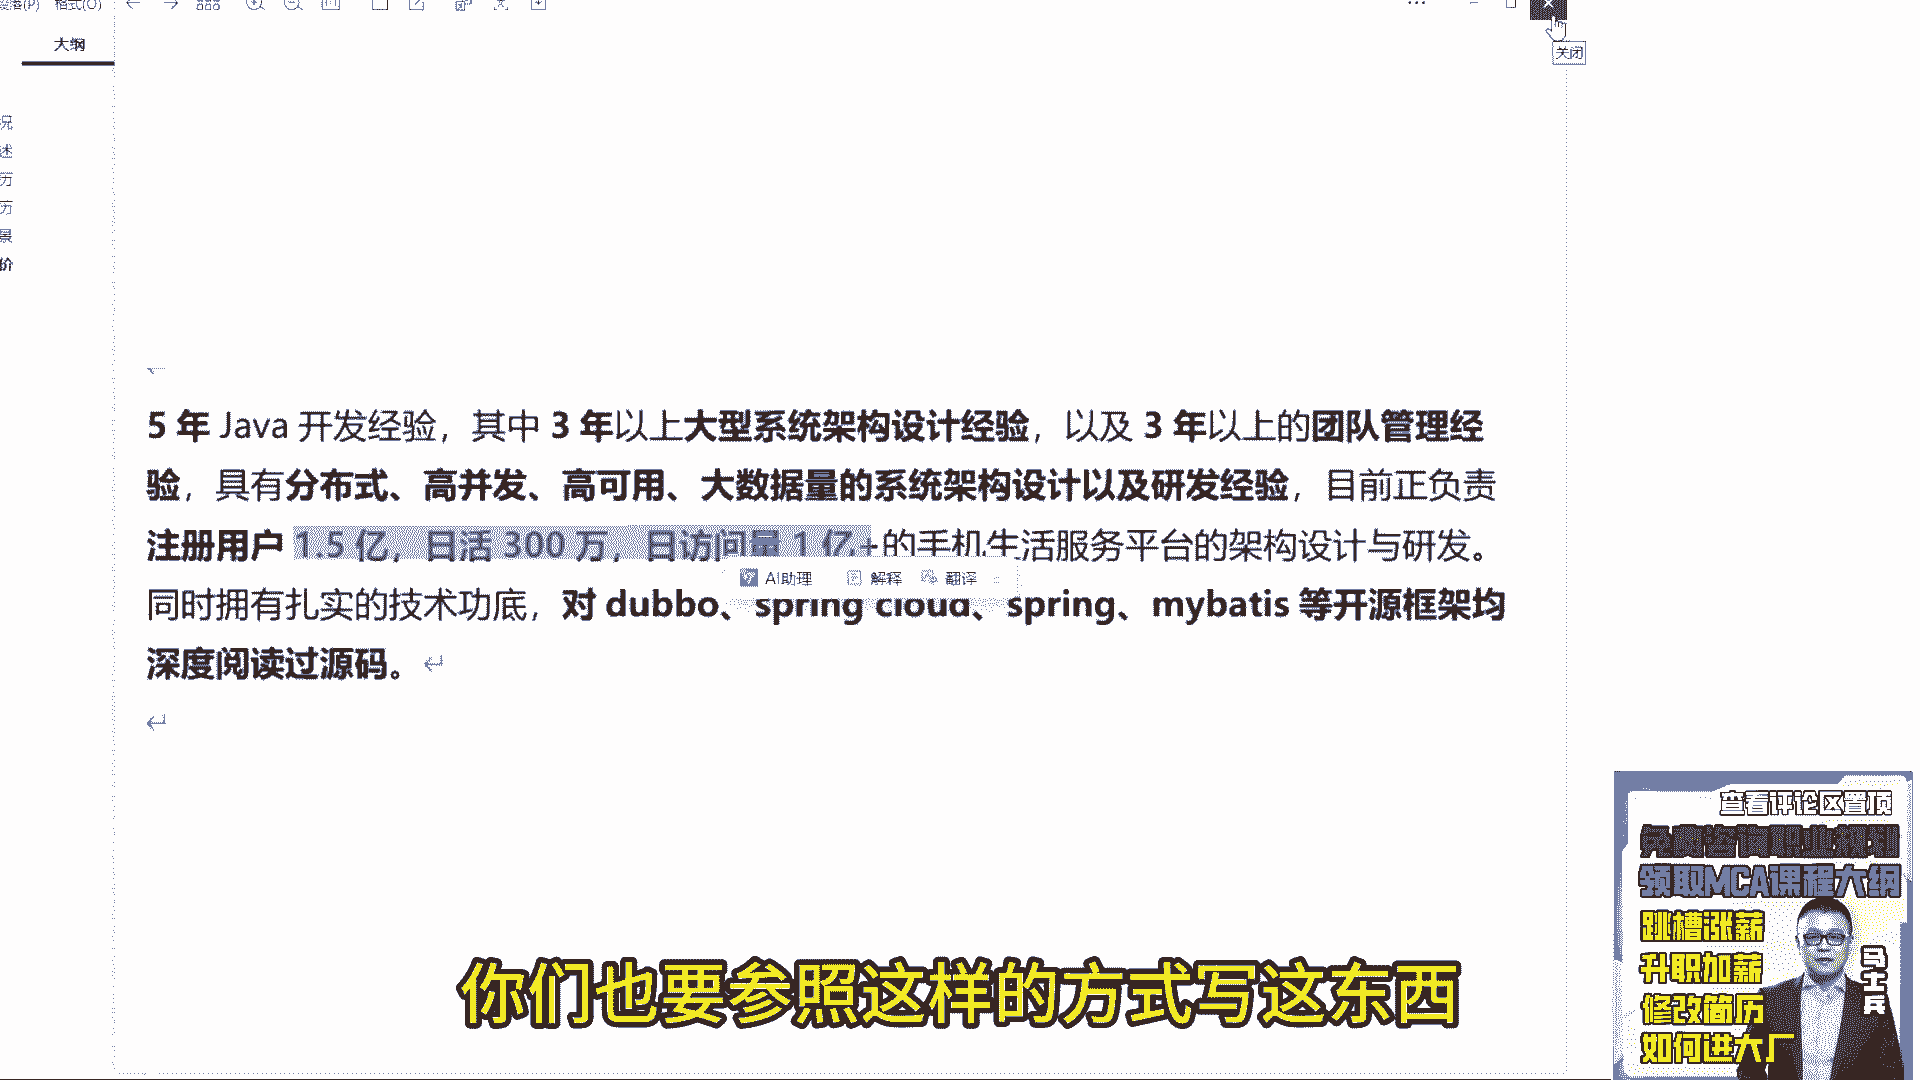 段落(P) 格式(O)
关闭
大纲
况
述
历
历
景
价
5 年 Java 开发经验，其中 3 年以上大型系统架构设计经验，以及 3 年以上的团队管理经
验，具有分布式、高并发、高可用、大数据量的系统架构设计以及研发经验，目前正负责
注册用户 1.5 亿，日活 300 万，日访问量 1 亿+的手机生活服务平台的架构设计与研发。
AI助理 解释 翻译
同时拥有扎实的技术功底，对 dubbo、spring cloud、spring、mybatis 等开源框架均
深度阅读过源码。
查看评论区置顶
免费咨询职业规划
领取MCA课程大纲
跳槽涨薪
升职加薪
修改简历
如何进大厂
马士兵
你们也要参照这样的方式写这东西